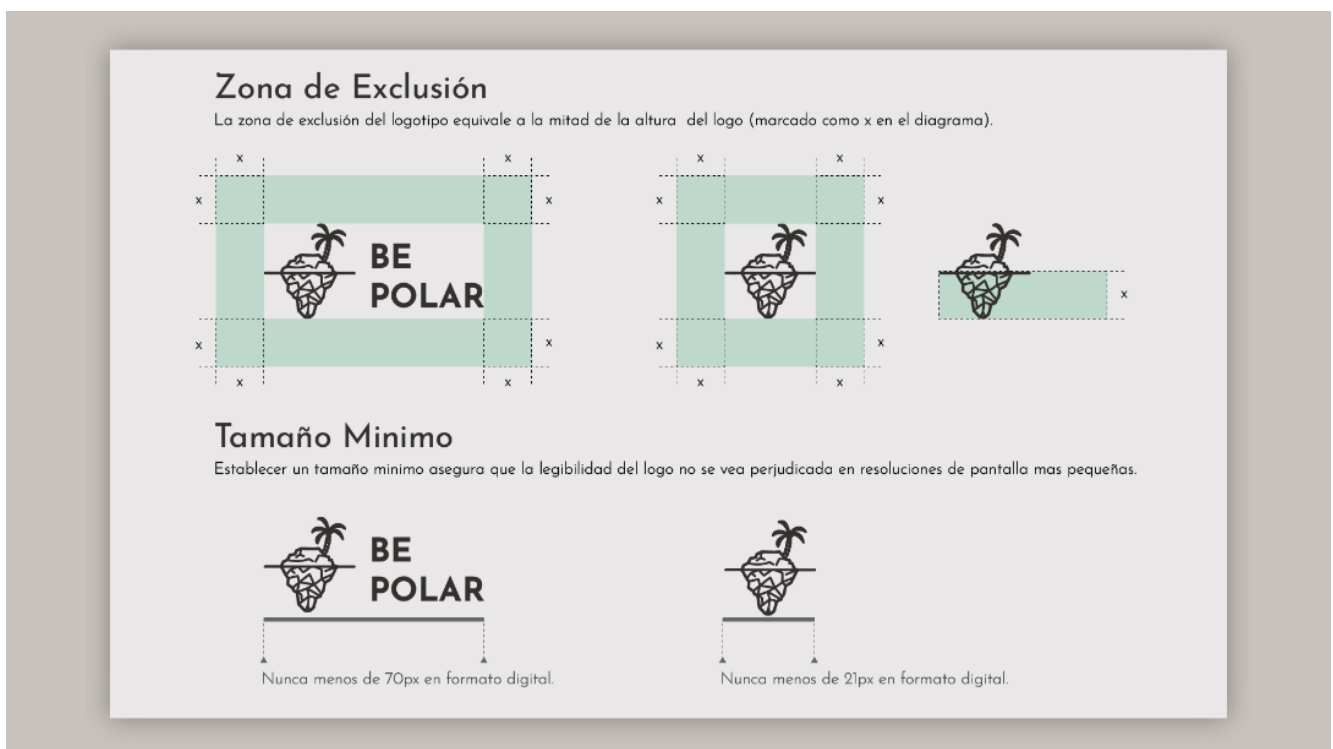 Zona de Exclusión
La zona de exclusión del logotipo equivale a la mitad de la altura del logo (marcado como x en el diagrama).
x x x x
x x x x
BE
POLAR
BE
POLAR
x
x x x x
x x x x
Tamaño Minimo
Establecer un tamaño minimo asegura que la legibilidad del logo no se vea perjudicada en resoluciones de pantalla mas pequeñas.
Nunca menos de 70px en formato digital.
Nunca menos de 21px en formato digital.